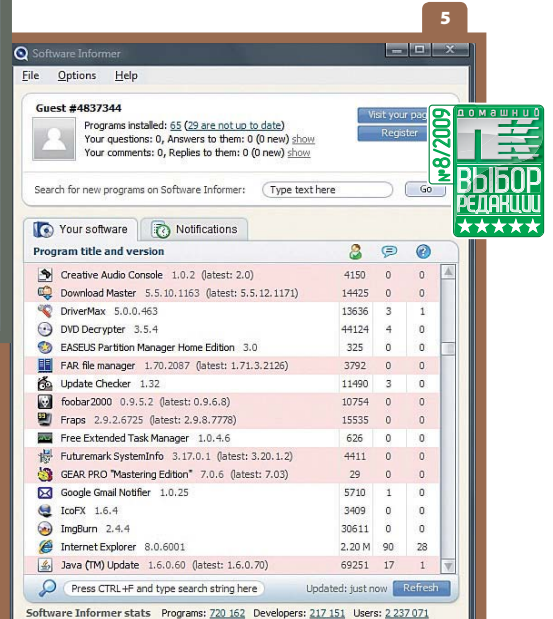 5
Software Informer
File Options Help
Guest #4837344
Programs installed: 65 (29 are not up to date)
Your questions: 0, Answers to them: 0 (0 new) show
Your comments: 0, Replies to them: 0 (0 new) show
Visit your pag
Register
Search for new programs on Software Informer: Type text here Go
№8/2009
ДОМАШНИЙ
ПК
ВЫБОР
РЕДАКЦИИ
Your software Notifications
Program title and version
Creative Audio Console 1.0.2 (latest: 2.0) 4150 0 0
Download Master 5.5.10.1163 (latest: 5.5.12.1171) 14425 0 0
DriverMax 5.0.0.463 13636 3 1
DVD Decrypter 3.5.4 44124 4 0
EASEUS Partition Manager Home Edition 3.0 325 0 0
FAR file manager 1.70.2087 (latest: 1.71.3.2126) 3792 0 0
Update Checker 1.32 11490 3 0
foobar2000 0.9.5.2 (latest: 0.9.6.8) 10754 0 0
Fraps 2.9.2.6725 (latest: 2.9.8.7778) 15535 0 0
Free Extended Task Manager 1.0.4.6 626 0 0
Futuremark SystemInfo 3.17.0.1 (latest: 3.20.1.2) 4411 0 0
GEAR PRO "Mastering Edition" 7.0.6 (latest: 7.03) 29 0 0
Google Gmail Notifier 1.0.25 5710 1 0
IcoFX 1.6.4 3409 0 0
ImgBurn 2.4.4 30611 0 0
Internet Explorer 8.0.6001 2.20 M 90 28
Java (TM) Update 1.6.0.60 (latest: 1.6.0.70) 69251 17 1
Press CTRL+F and type search string here Updated: just now Refresh
Software Informer stats Programs: 720 162 Developers: 217 151 Users: 2 237 071